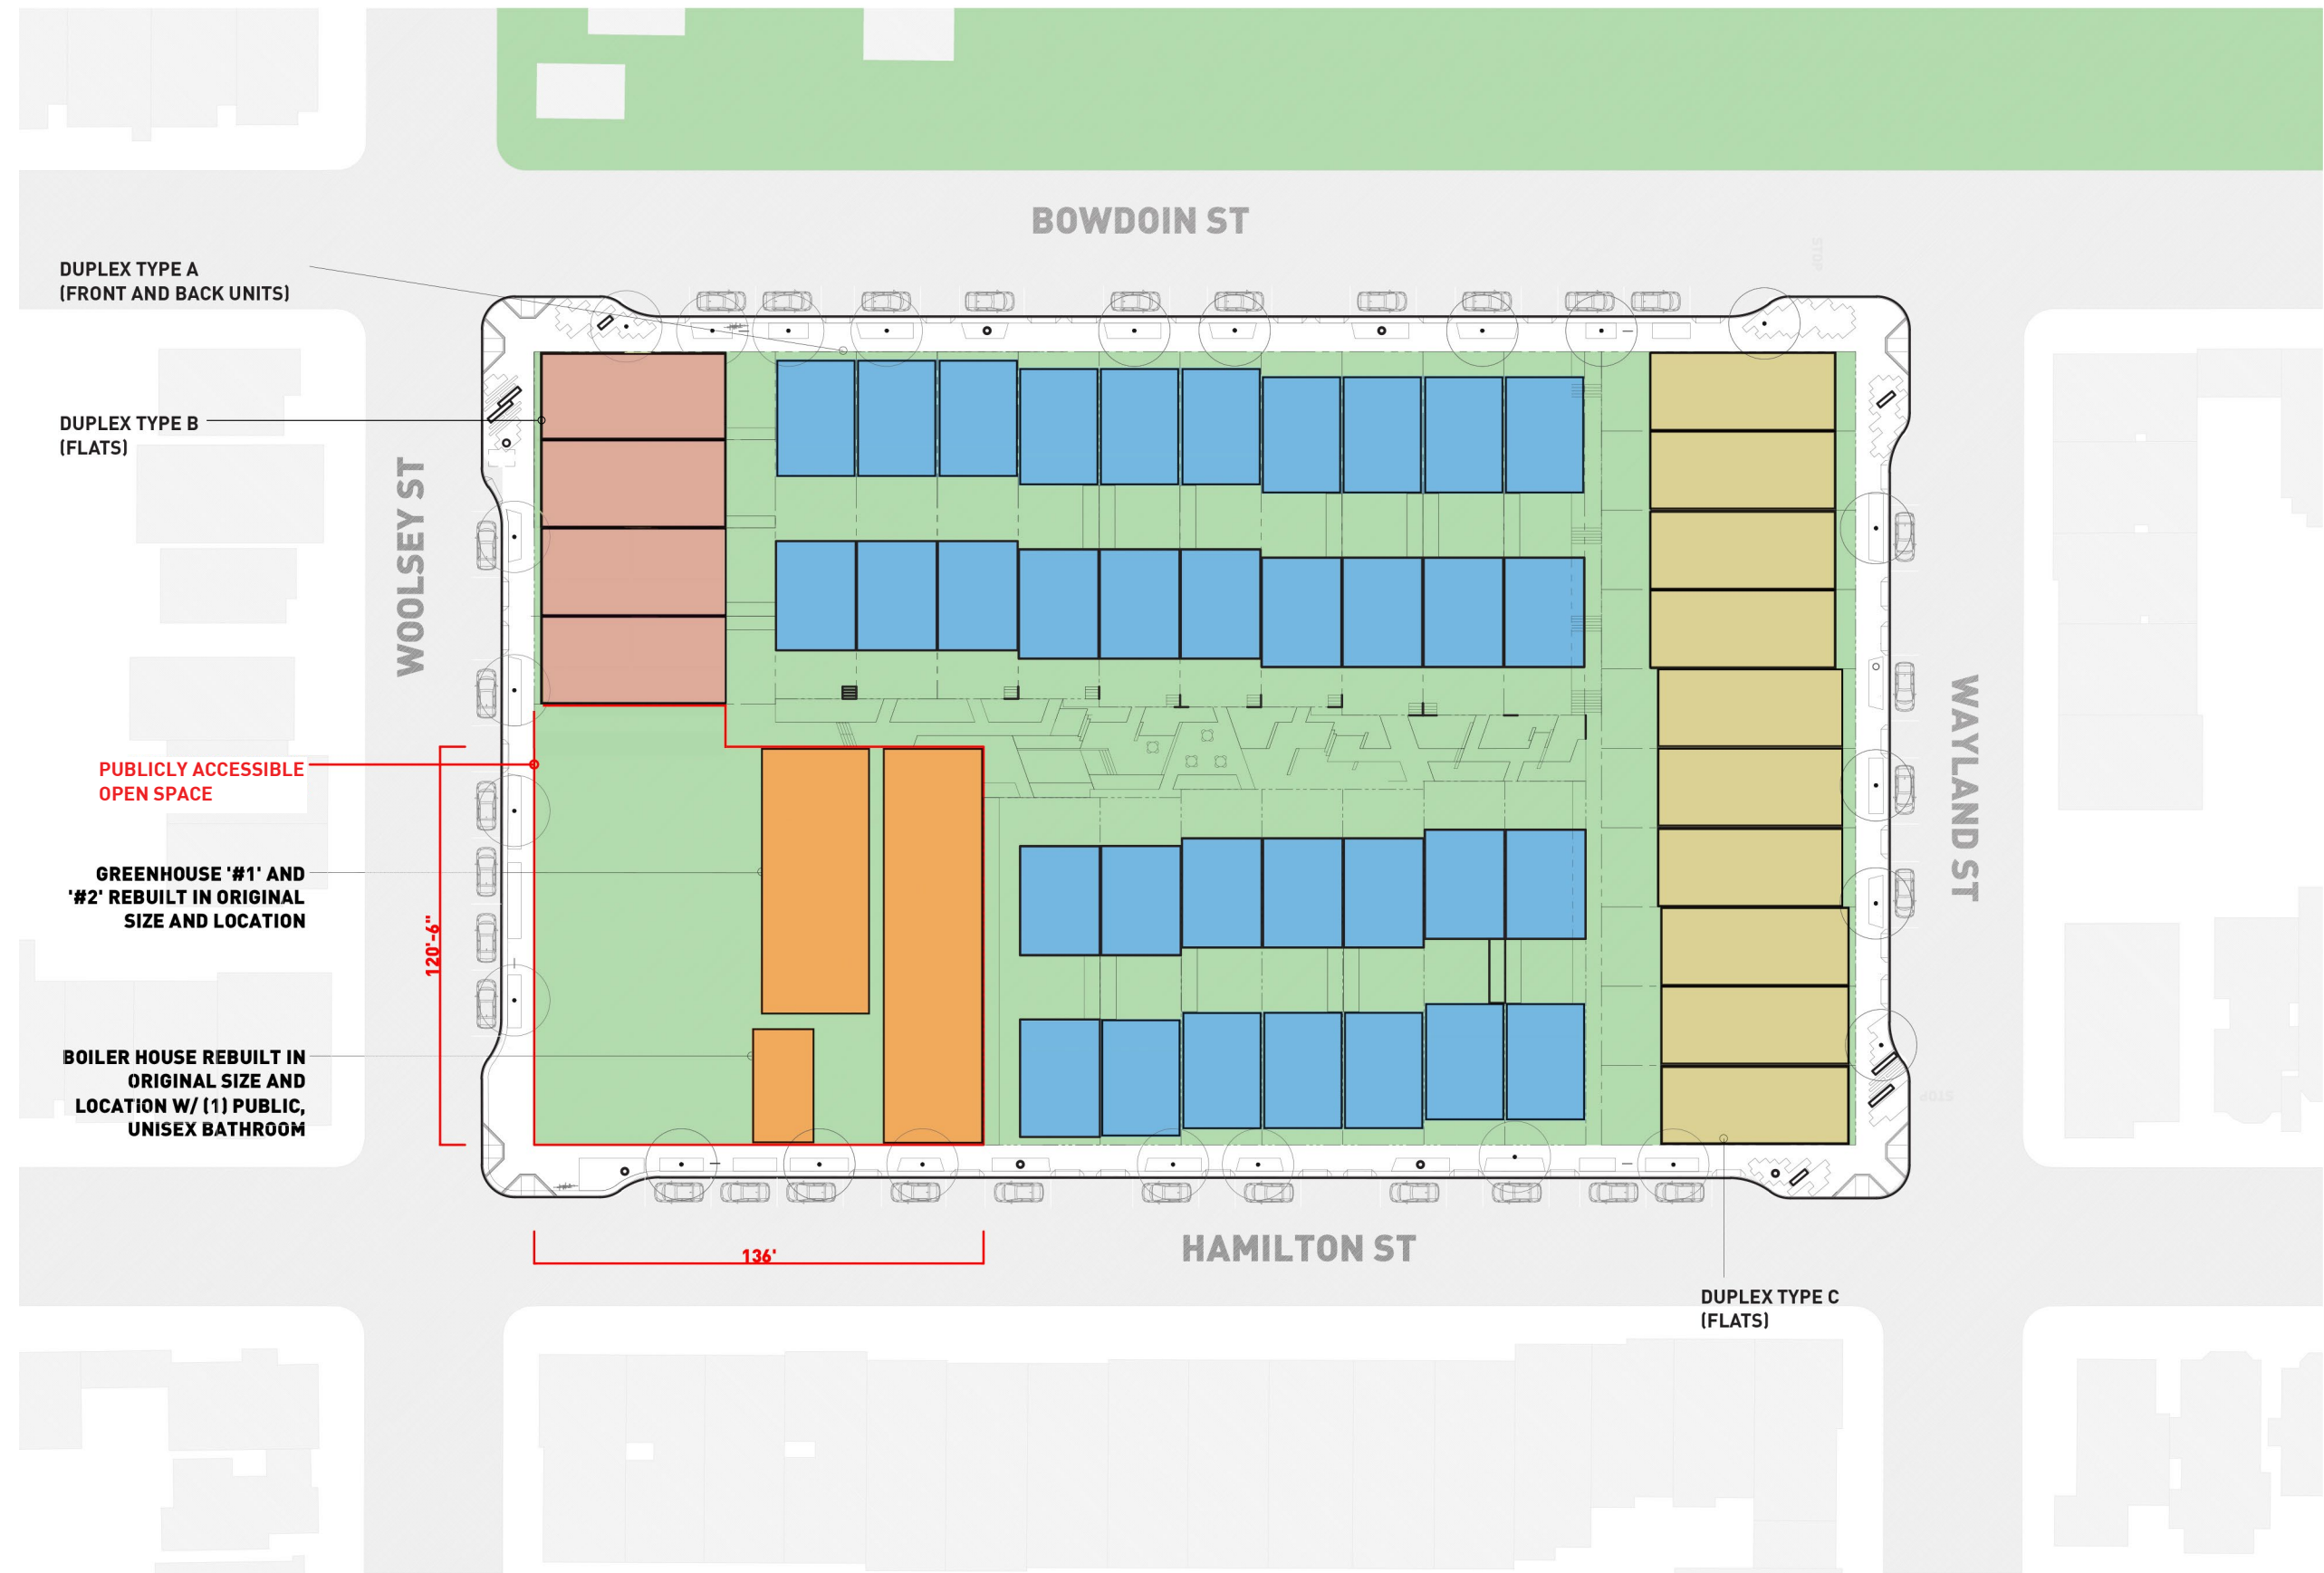 BOWDOIN ST
STOP
DUPLEX TYPE A
(FRONT AND BACK UNITS)
DUPLEX TYPE B
(FLATS)
WOOLSEY ST
WAYLAND ST
PUBLICLY ACCESSIBLE
OPEN SPACE
GREENHOUSE '#1' AND
'#2' REBUILT IN ORIGINAL
SIZE AND LOCATION
120'-6"
BOILER HOUSE REBUILT IN
ORIGINAL SIZE AND
LOCATION W/ (1) PUBLIC,
UNISEX BATHROOM
STOP
136'
HAMILTON ST
DUPLEX TYPE C
(FLATS)